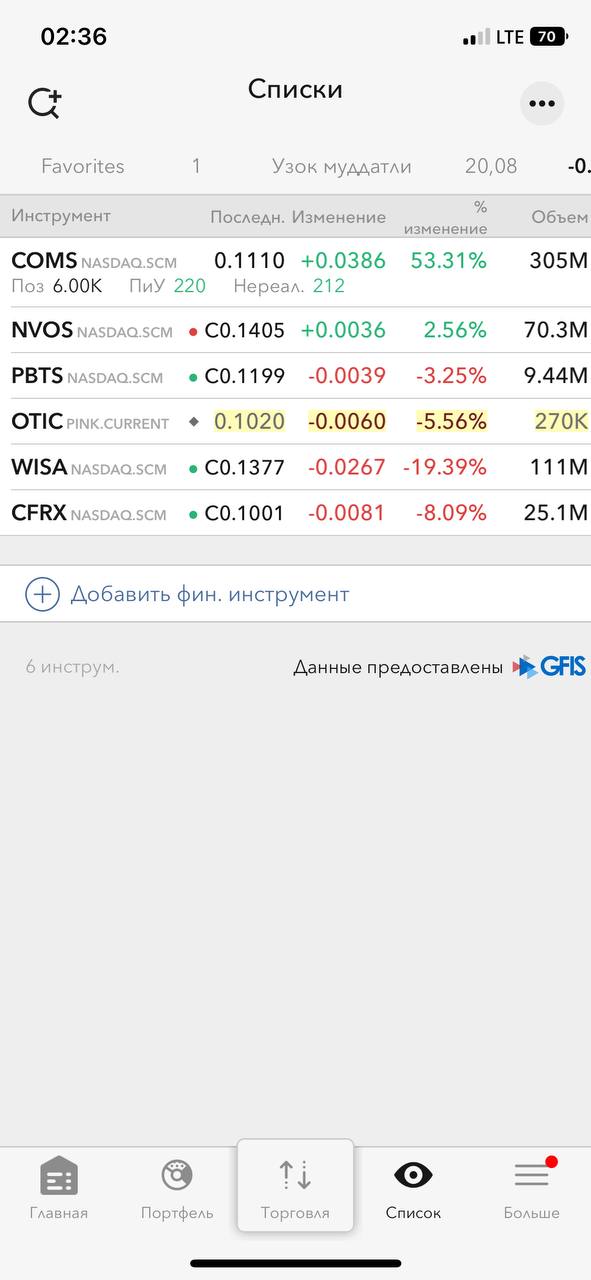 02:36 LTE 70
Списки
Favorites 1 Узок муддатли 20,08 -0.
Инструмент Последн. Изменение % изменение Объем
COMS NASDAQ.SCM 0.1110 +0.0386 53.31% 305M
Поз 6.00K ПиУ 220 Нереал. 212
NVOS NASDAQ.SCM C0.1405 +0.0036 2.56% 70.3M
PBTS NASDAQ.SCM C0.1199 -0.0039 -3.25% 9.44M
OTIC PINK.CURRENT 0.1020 -0.0060 -5.56% 270K
WISA NASDAQ.SCM C0.1377 -0.0267 -19.39% 111M
CFRX NASDAQ.SCM C0.1001 -0.0081 -8.09% 25.1M
Добавить фин. инструмент
6 инструм. Данные предоставлены GFIS
Главная Портфель Торговля Список Больше